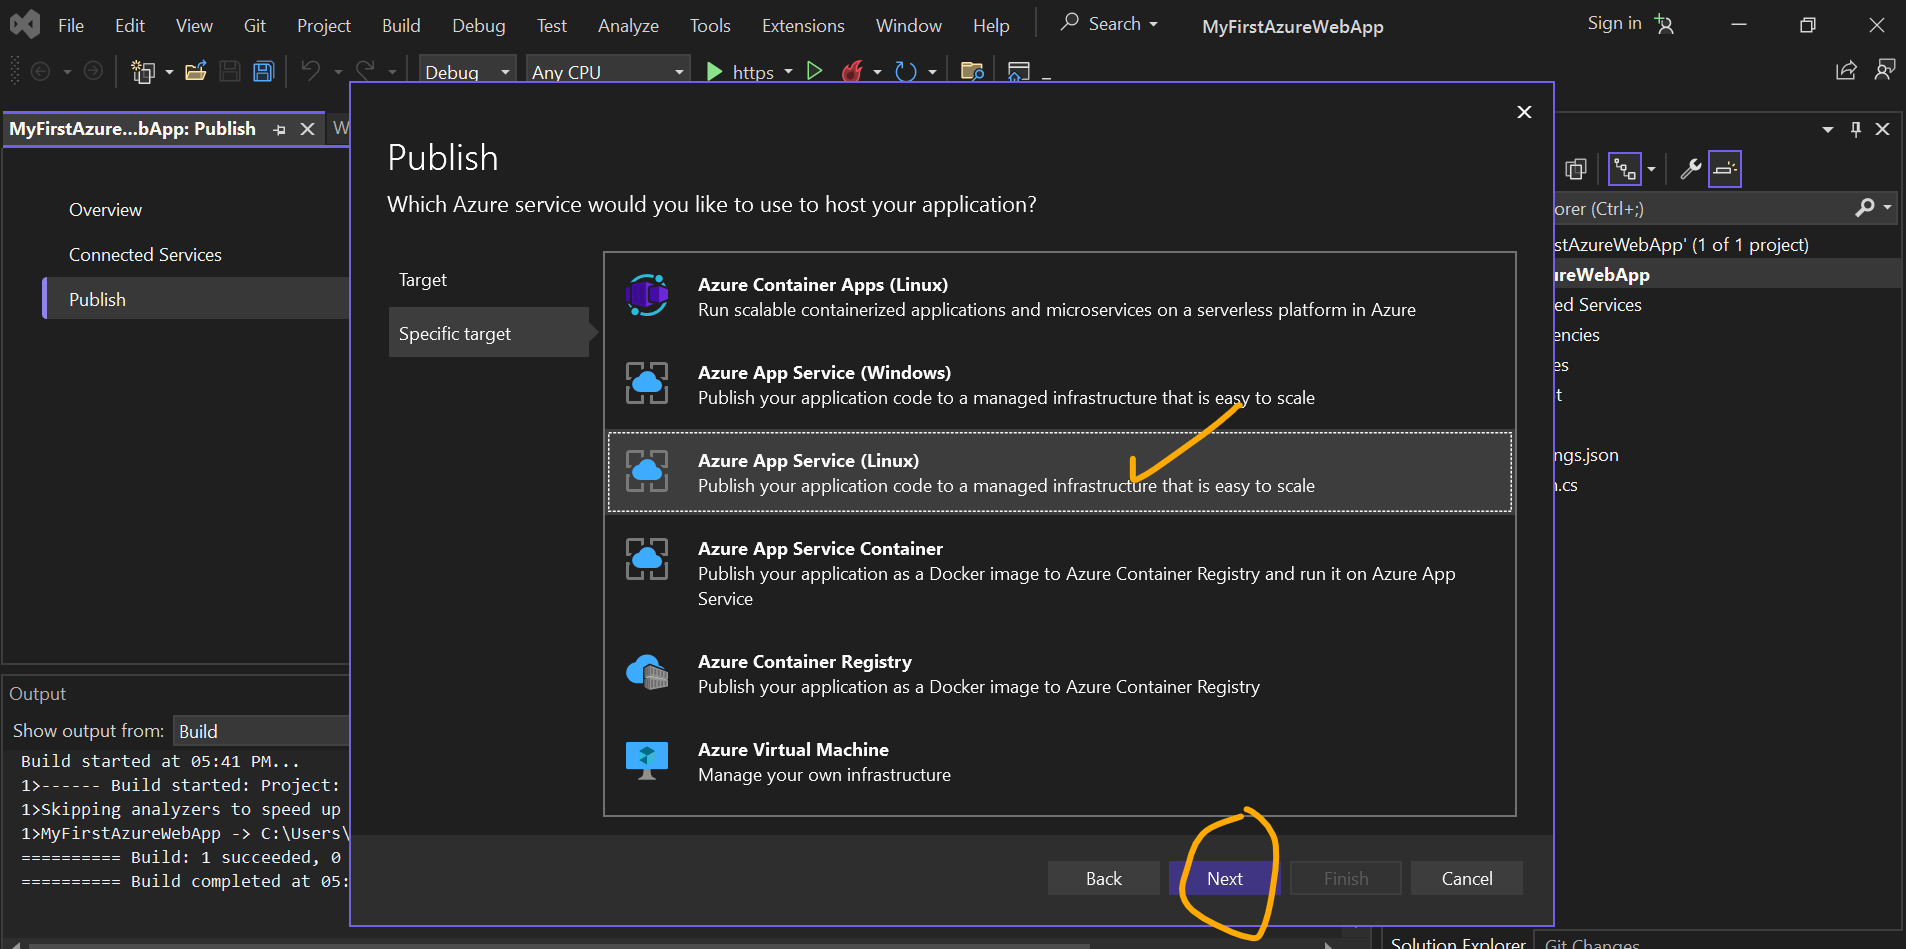 File Edit View Git Project Build Debug Test Analyze Tools Extensions Window Help Search MyFirstAzureWebApp Sign in
Debug Any CPU https
MyFirstAzure...bApp: Publish W
Overview
Connected Services
Publish
Publish
Which Azure service would you like to use to host your application?
Target
Specific target
Azure Container Apps (Linux)
Run scalable containerized applications and microservices on a serverless platform in Azure
Azure App Service (Windows)
Publish your application code to a managed infrastructure that is easy to scale
Azure App Service (Linux)
Publish your application code to a managed infrastructure that is easy to scale
Azure App Service Container
Publish your application as a Docker image to Azure Container Registry and run it on Azure App
Service
Azure Container Registry
Publish your application as a Docker image to Azure Container Registry
Azure Virtual Machine
Manage your own infrastructure
Back Next Finish Cancel
orer (Ctrl+;)
stAzureWebApp' (1 of 1 project)
reWebApp
ed Services
encies
es
t
ngs.json
.cs
Output
Show output from: Build
Build started at 05:41 PM...
1>------ Build started: Project:
1>Skipping analyzers to speed up
1>MyFirstAzureWebApp -> C:\Users\
========== Build: 1 succeeded, 0
========== Build completed at 05:
Solution Explorer Git Changes